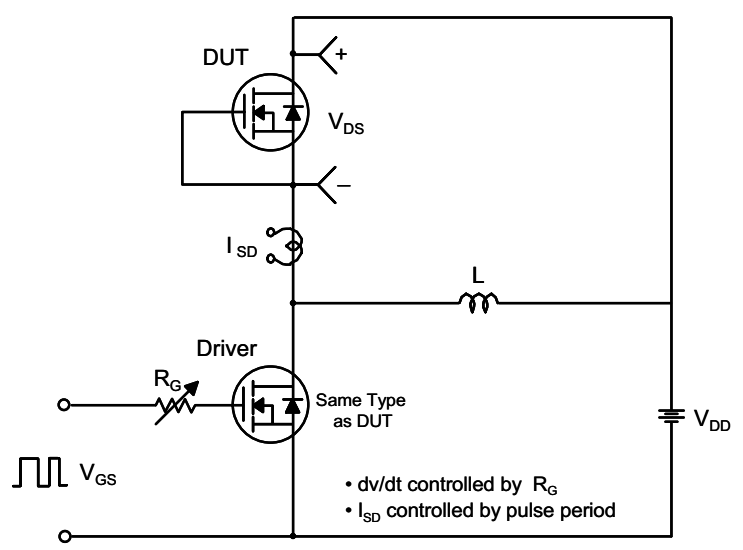 DUT
+
V_DS
–
I_SD
L
Driver
R_G
Same Type
as DUT
V_DD
V_GS
• dv/dt controlled by R_G
• I_SD controlled by pulse period